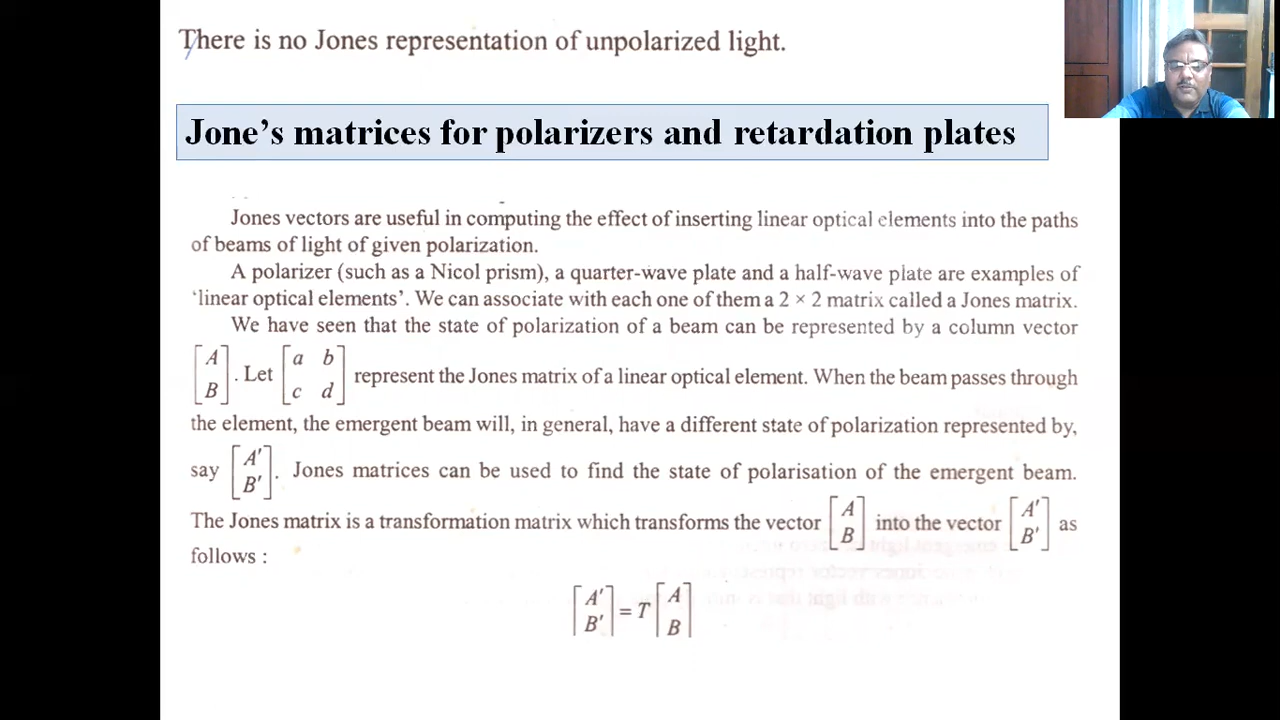 There is no Jones representation of unpolarized light.
Jone's matrices for polarizers and retardation plates
Jones vectors are useful in computing the effect of inserting linear optical elements into the paths
of beams of light of given polarization.
A polarizer (such as a Nicol prism), a quarter-wave plate and a half-wave plate are examples of
‘linear optical elements’. We can associate with each one of them a 2 × 2 matrix called a Jones matrix.
We have seen that the state of polarization of a beam can be represented by a column vector
[A B]. Let [a b c d] represent the Jones matrix of a linear optical element. When the beam passes through
the element, the emergent beam will, in general, have a different state of polarization represented by,
say [A' B']. Jones matrices can be used to find the state of polarisation of the emergent beam.
The Jones matrix is a transformation matrix which transforms the vector [A B] into the vector [A' B'] as
follows :
[A' B'] = T [A B]